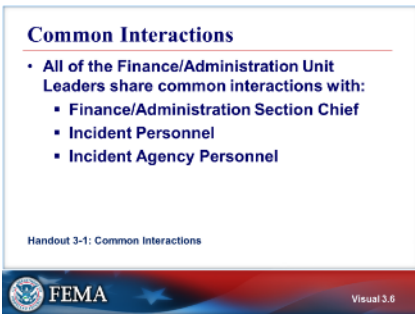 Common Interactions
• All of the Finance/Administration Unit
Leaders share common interactions with:
▪ Finance/Administration Section Chief
▪ Incident Personnel
▪ Incident Agency Personnel
Handout 3-1: Common Interactions
FEMA
Visual 3.6